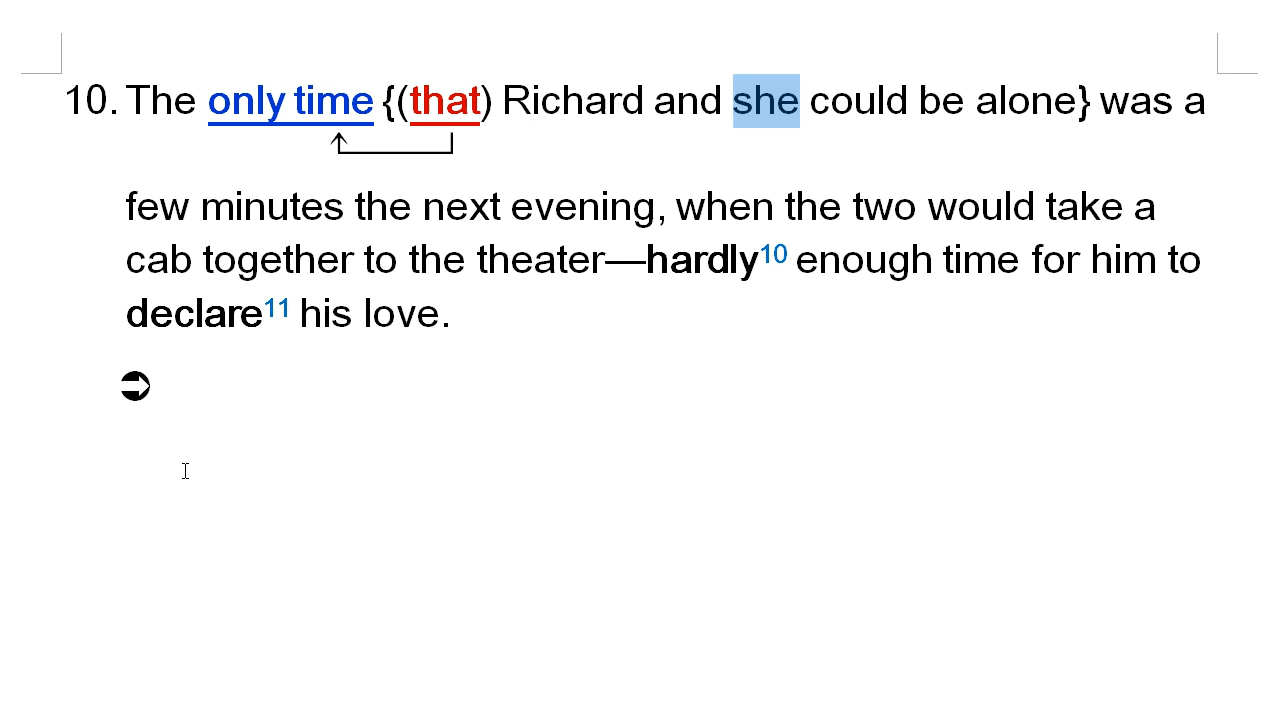 10. The only time {(that) Richard and she could be alone} was a
few minutes the next evening, when the two would take a
cab together to the theater—hardly10 enough time for him to
declare11 his love.